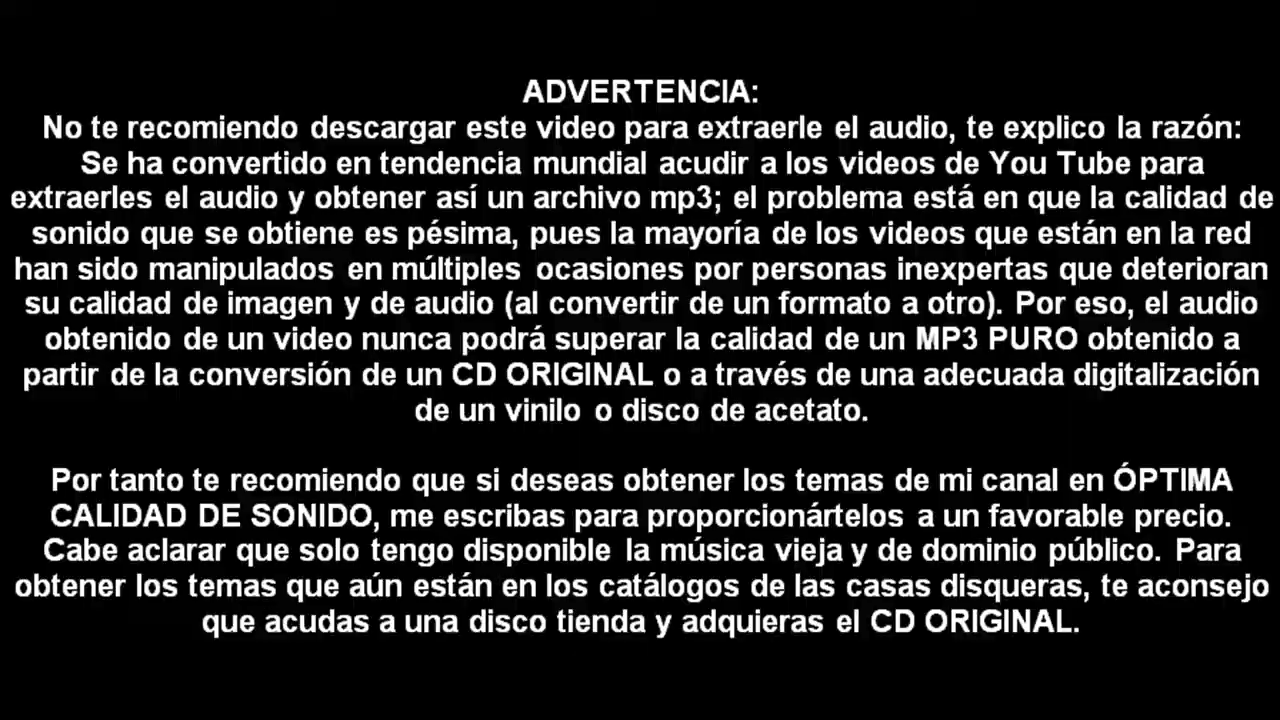 ADVERTENCIA:
No te recomiendo descargar este video para extraerle el audio, te explico la razón:
Se ha convertido en tendencia mundial acudir a los videos de You Tube para
extraerles el audio y obtener así un archivo mp3; el problema está en que la calidad de
sonido que se obtiene es pésima, pues la mayoría de los videos que están en la red
han sido manipulados en múltiples ocasiones por personas inexpertas que deterioran
su calidad de imagen y de audio (al convertir de un formato a otro). Por eso, el audio
obtenido de un video nunca podrá superar la calidad de un MP3 PURO obtenido a
partir de la conversión de un CD ORIGINAL o a través de una adecuada digitalización
de un vinilo o disco de acetato.
Por tanto te recomiendo que si deseas obtener los temas de mi canal en ÓPTIMA
CALIDAD DE SONIDO, me escribas para proporcionártelos a un favorable precio.
Cabe aclarar que solo tengo disponible la música vieja y de dominio público. Para
obtener los temas que aún están en los catálogos de las casas disqueras, te aconsejo
que acudas a una disco tienda y adquieras el CD ORIGINAL.